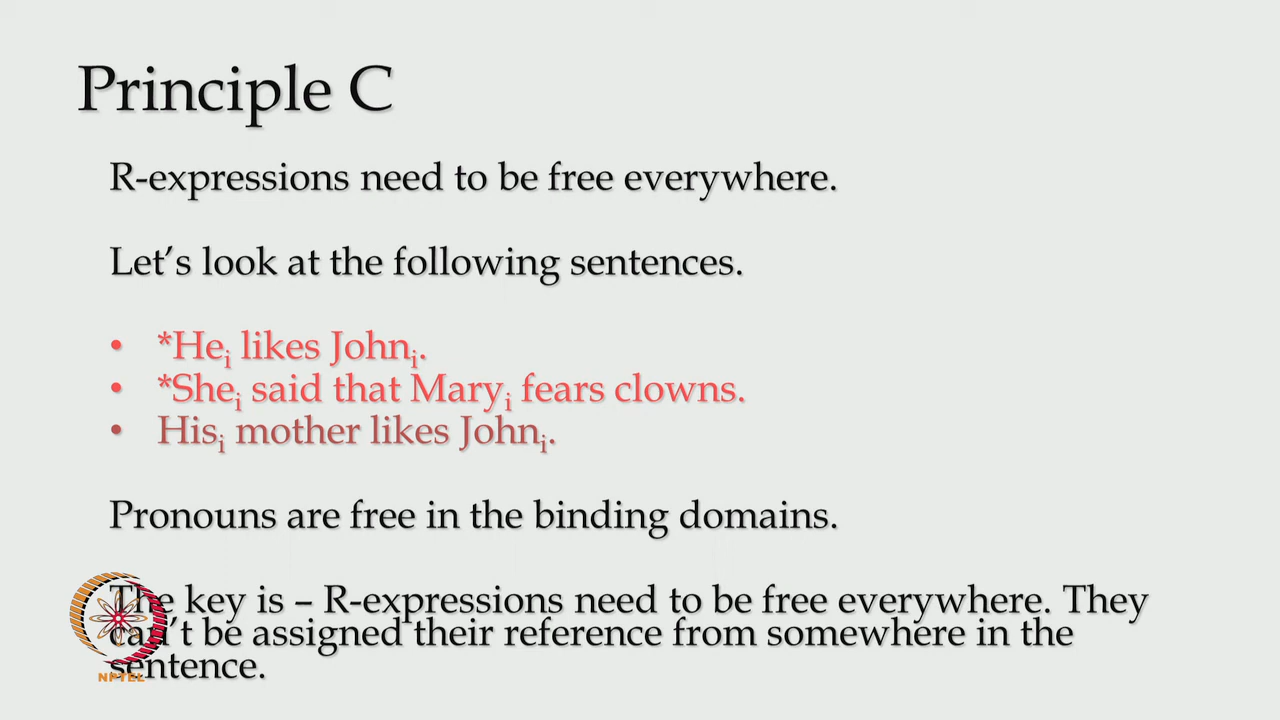 Principle C
R-expressions need to be free everywhere.
Let’s look at the following sentences.
• *Heᵢ likes Johnᵢ.
• *Sheᵢ said that Maryᵢ fears clowns.
• Hisᵢ mother likes Johnᵢ.
Pronouns are free in the binding domains.
The key is – R-expressions need to be free everywhere. They
can’t be assigned their reference from somewhere in the
sentence.
NPTEL